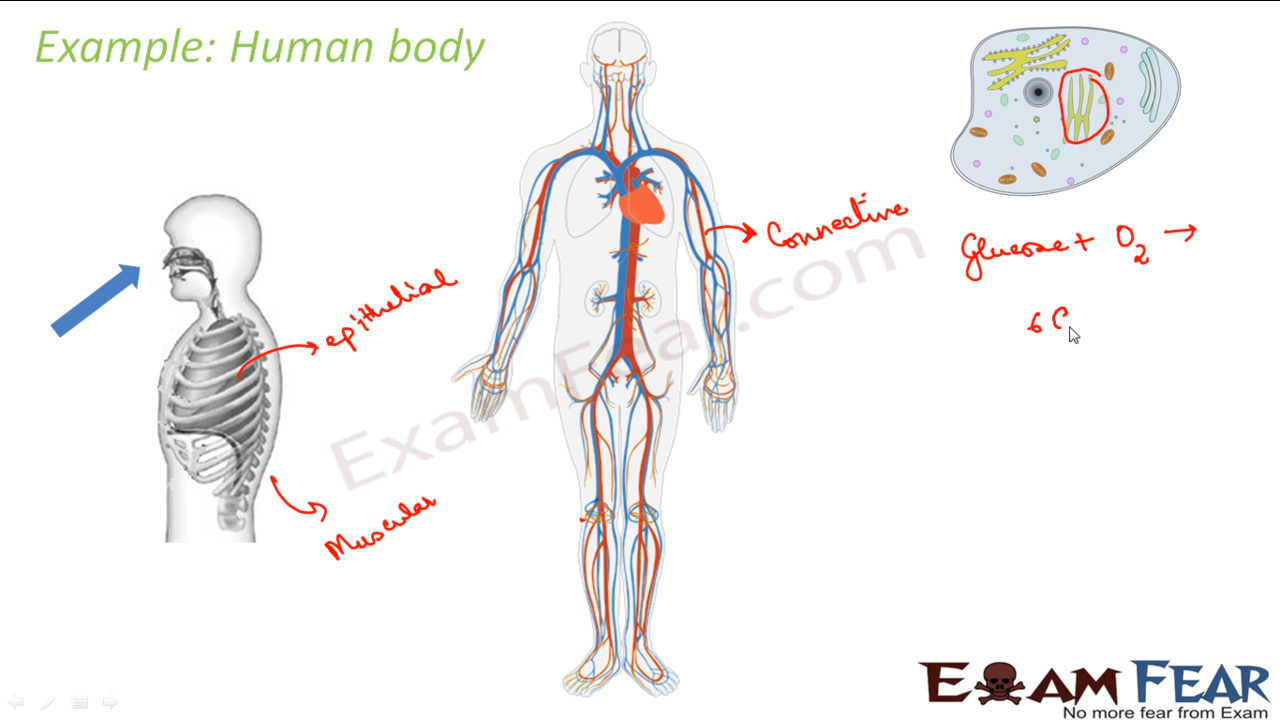 Example: Human body
epithelial
Muscular
Connective
Glucose + O2 →
6 C
ExamFear.com
EXAM FEAR
No more fear from Exam